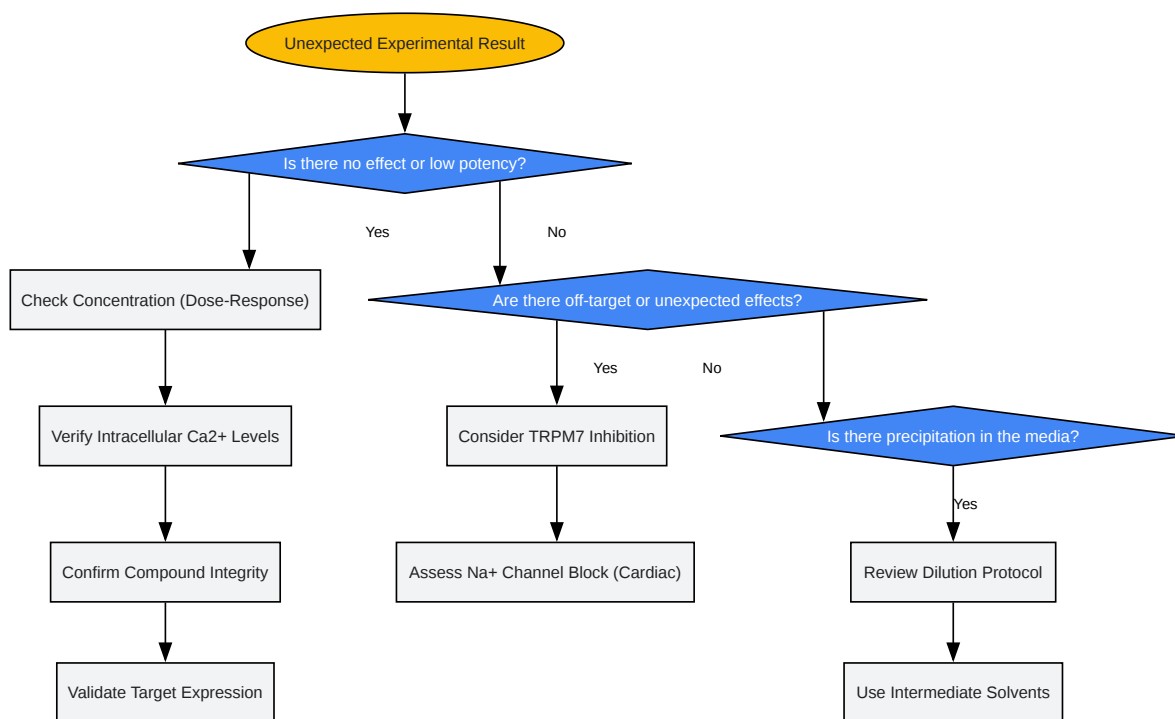 Unexpected Experimental Result
Is there no effect or low potency?
Yes
No
Check Concentration (Dose-Response)
Are there off-target or unexpected effects?
Yes
No
Verify Intracellular Ca2+ Levels
Consider TRPM7 Inhibition
Is there precipitation in the media?
Yes
Confirm Compound Integrity
Assess Na+ Channel Block (Cardiac)
Review Dilution Protocol
Validate Target Expression
Use Intermediate Solvents